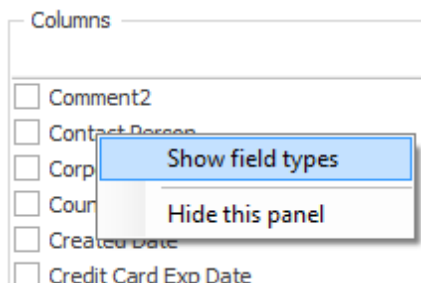 Columns
Comment2
Contact Person
Corp
Show field types
Coun
Hide this panel
Created Date
Credit Card Exp Date